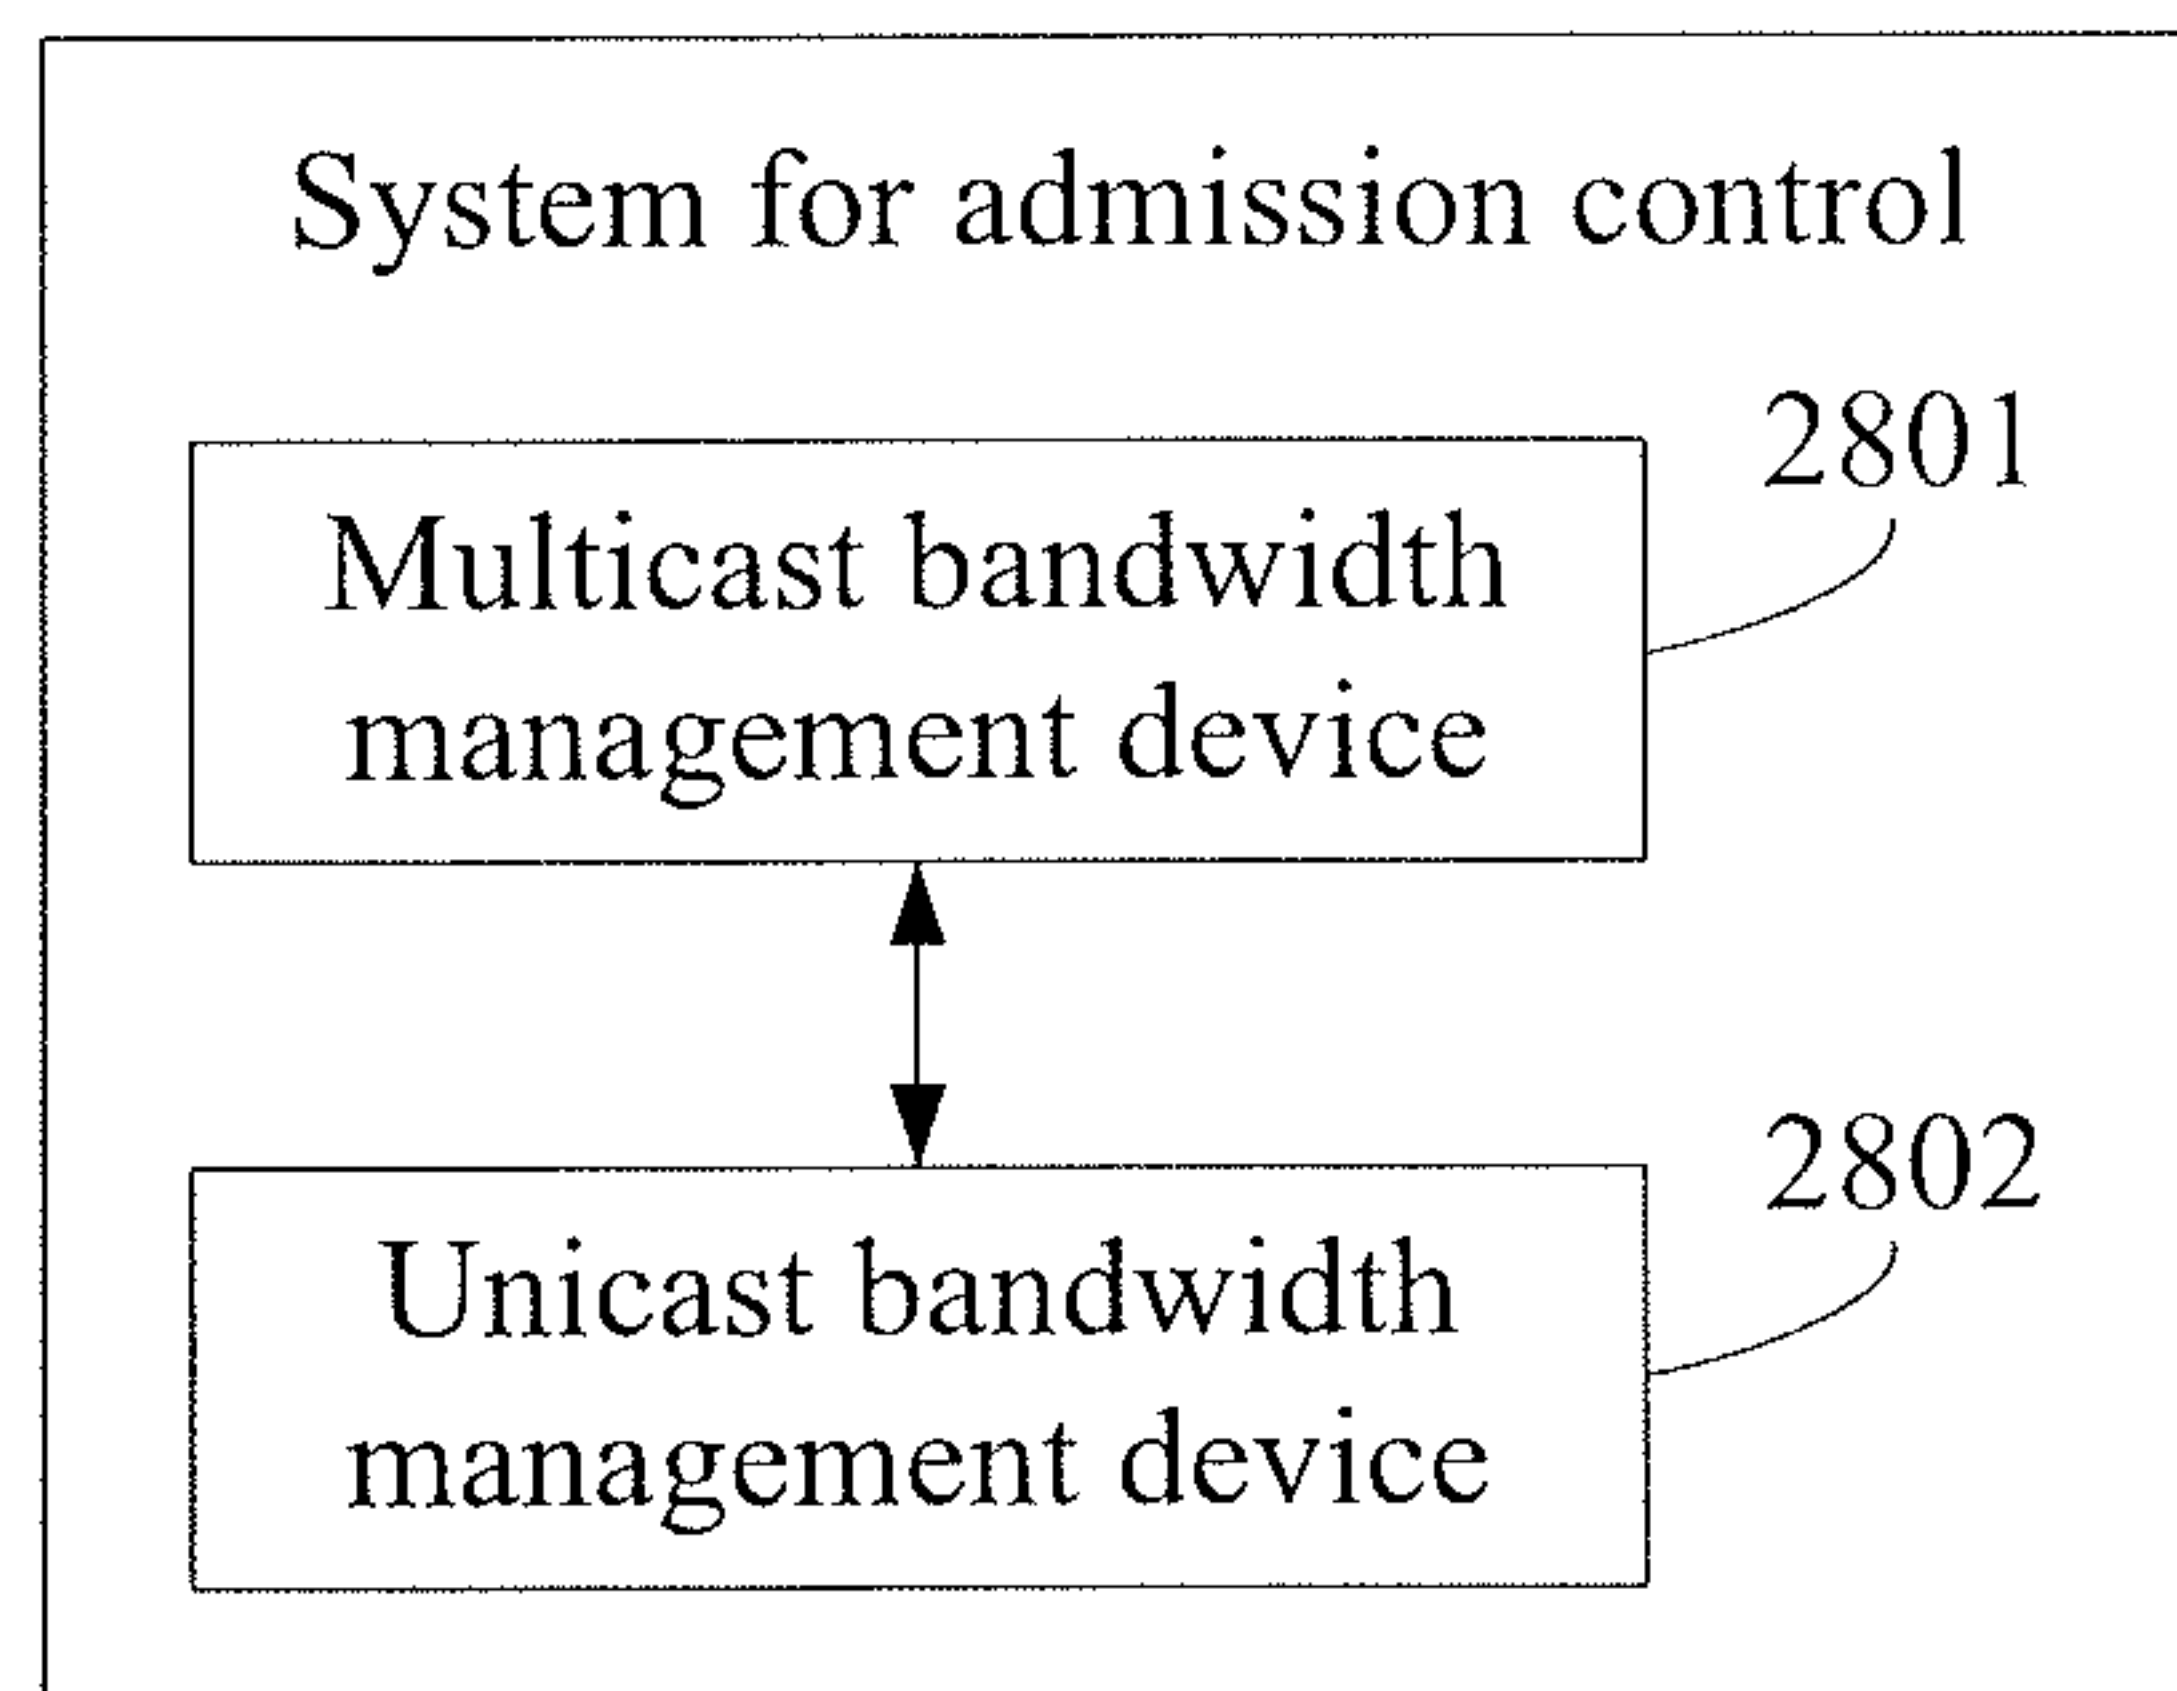 System for admission control
2801
Multicast bandwidth
management device
2802
Unicast bandwidth
management device